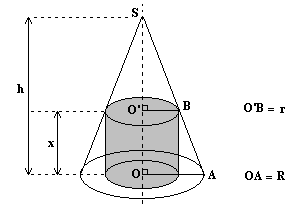 S
h
O' B O'B = r
x
O A OA = R